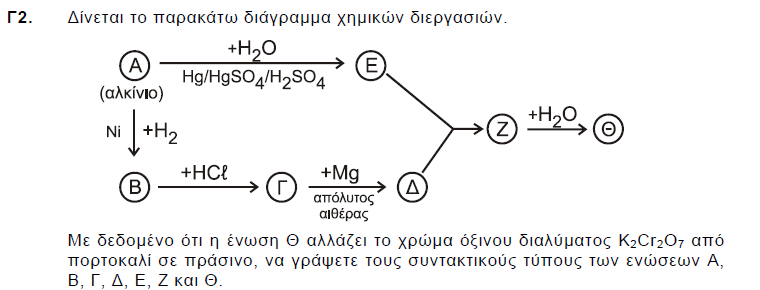 Γ2. Δίνεται το παρακάτω διάγραμμα χημικών διεργασιών.
+H₂O
Α Ε
Hg/HgSO₄/H₂SO₄
(αλκίνιο)
+H₂O
Ζ Θ
Ni +H₂
+HCℓ +Mg
Β Γ Δ
απόλυτος
αιθέρας
Με δεδομένο ότι η ένωση Θ αλλάζει το χρώμα όξινου διαλύματος K₂Cr₂O₇ από
πορτοκαλί σε πράσινο, να γράψετε τους συντακτικούς τύπους των ενώσεων Α,
Β, Γ, Δ, Ε, Ζ και Θ.